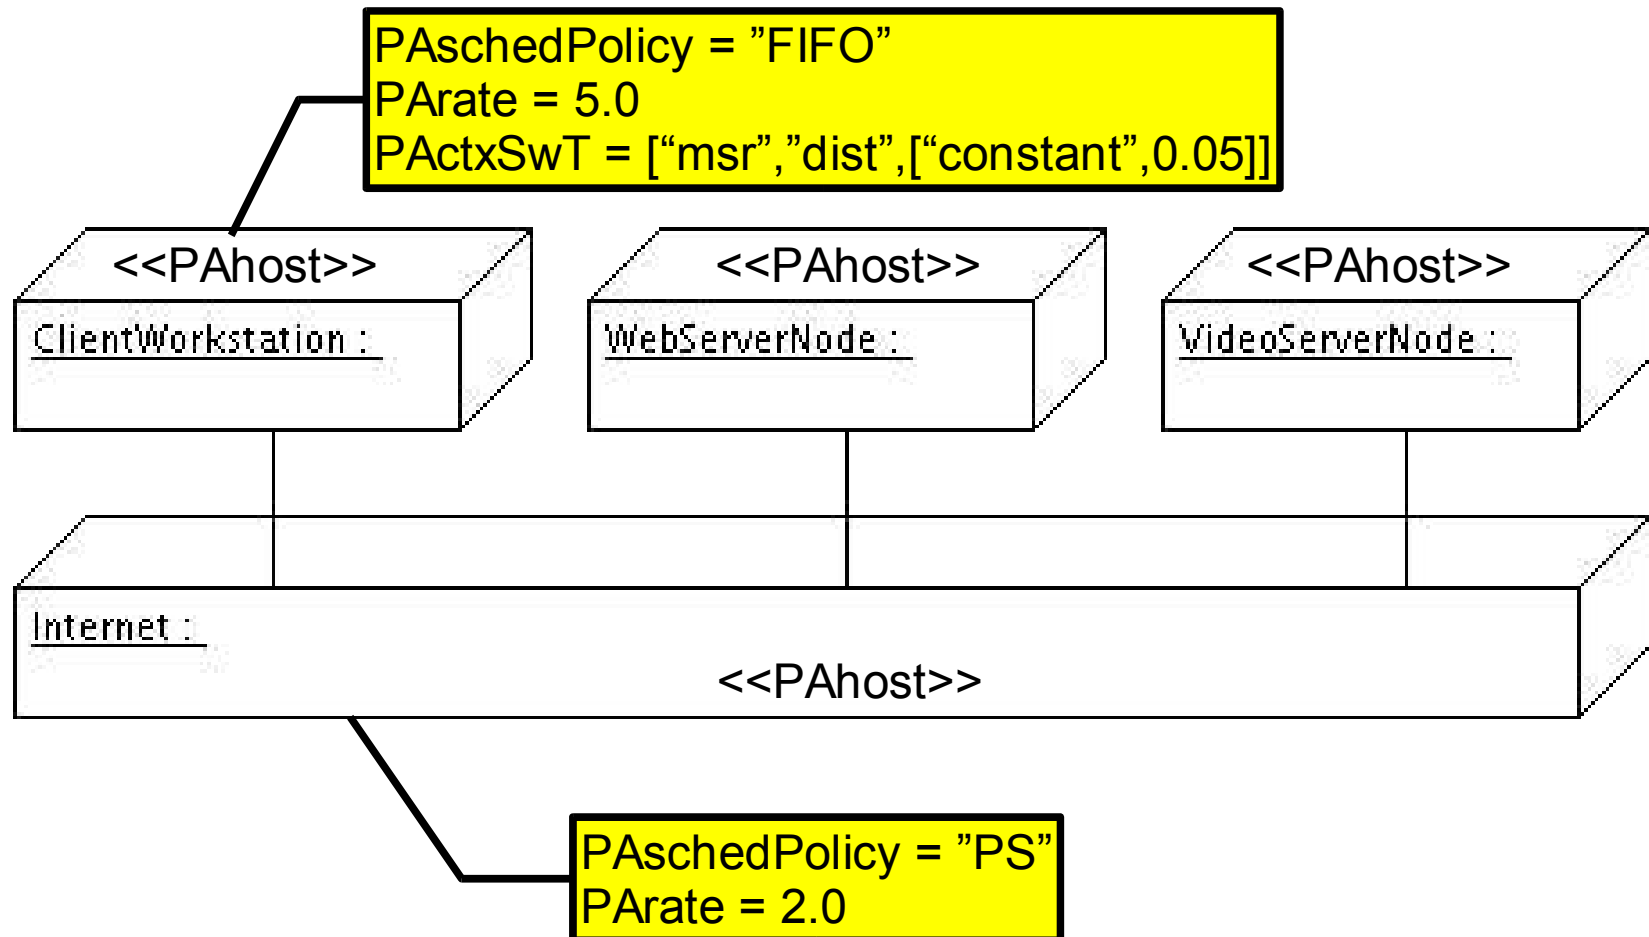 PAschedPolicy = ”FIFO”
PArate = 5.0
PActxSwT = [“msr”,”dist”,[“constant”,0.05]]
<<PAhost>>
<<PAhost>>
<<PAhost>>
ClientWorkstation :
WebServerNode :
VideoServerNode :
Internet :
<<PAhost>>
PAschedPolicy = ”PS”
PArate = 2.0